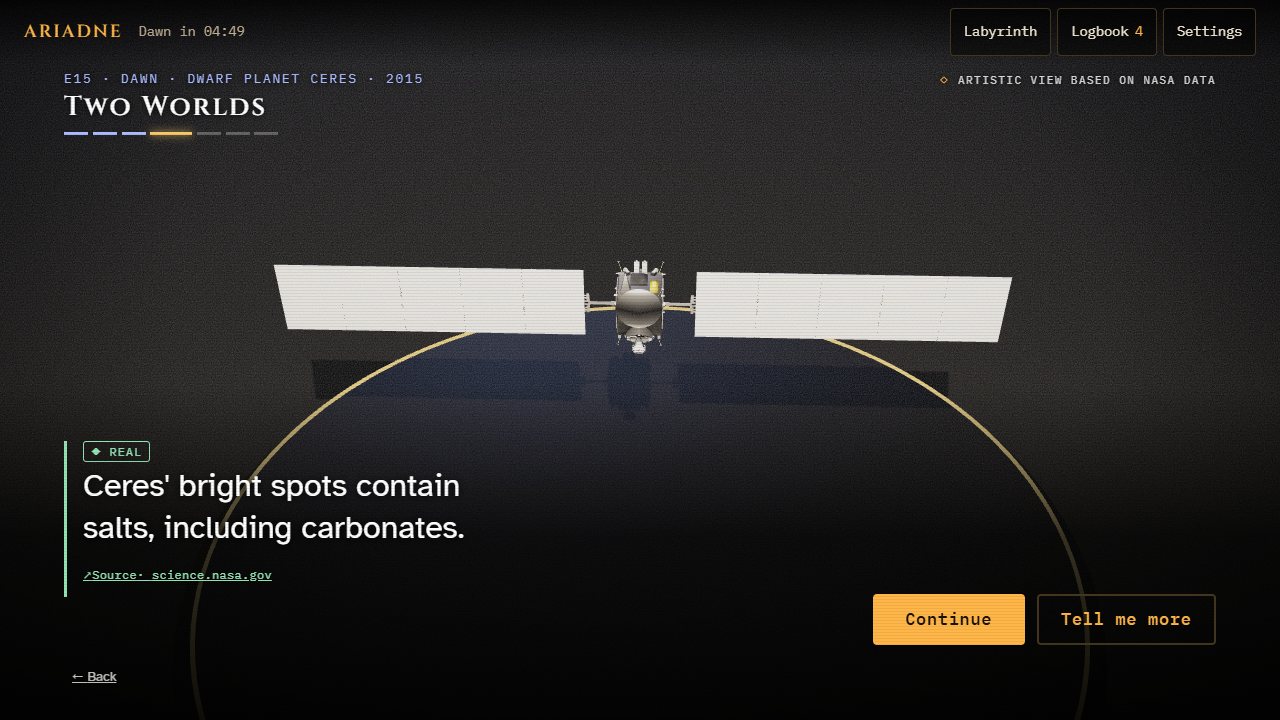 ARIADNE Dawn in 04:49 Labyrinth Logbook 4 Settings
E15 · DAWN · DWARF PLANET CERES · 2015
◇ ARTISTIC VIEW BASED ON NASA DATA
Two Worlds
◆ REAL
Ceres' bright spots contain
salts, including carbonates.
↗Source· science.nasa.gov
Continue Tell me more
← Back